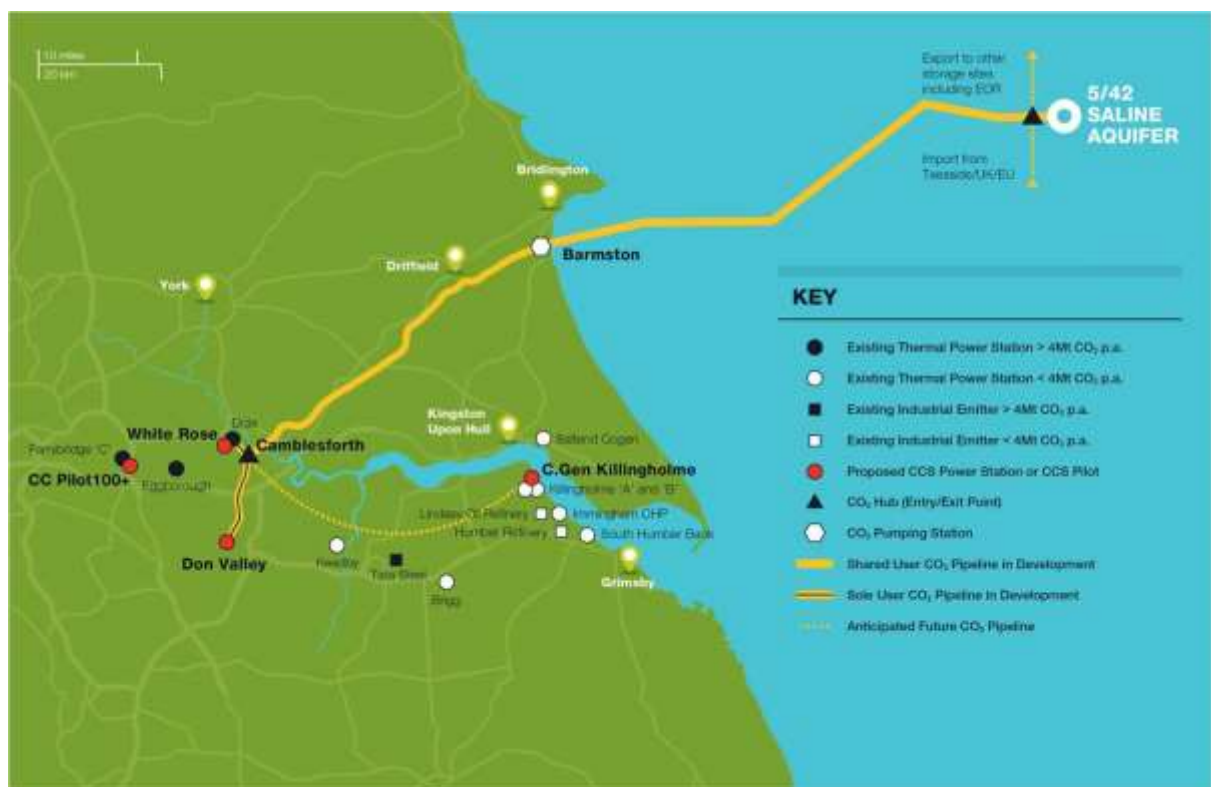 10 miles
20 km
Export to other
storage sites
including EOR
5/42
SALINE
AQUIFER
Import from
Teesside/UK/EU
Bridlington
Barmston
Driffield
York
KEY
Existing Thermal Power Station > 4Mt CO₂ p.a.
Existing Thermal Power Station < 4Mt CO₂ p.a.
Existing Industrial Emitter > 4Mt CO₂ p.a.
Existing Industrial Emitter < 4Mt CO₂ p.a.
Proposed CCS Power Station or CCS Pilot
CO₂ Hub (Entry/Exit Point)
CO₂ Pumping Station
Shared User CO₂ Pipeline in Development
Sole User CO₂ Pipeline in Development
Anticipated Future CO₂ Pipeline
Kingston
Upon Hull
Saltend Cogen
White Rose
Drax
Camblesforth
Ferrybridge 'C'
CC Pilot100+
Eggborough
C.Gen Killingholme
Killingholme 'A' and 'B'
Lindsey Oil Refinery
Immingham CHP
Humber Refinery
South Humber Bank
Don Valley
Keadby
Tata Steel
Brigg
Grimsby